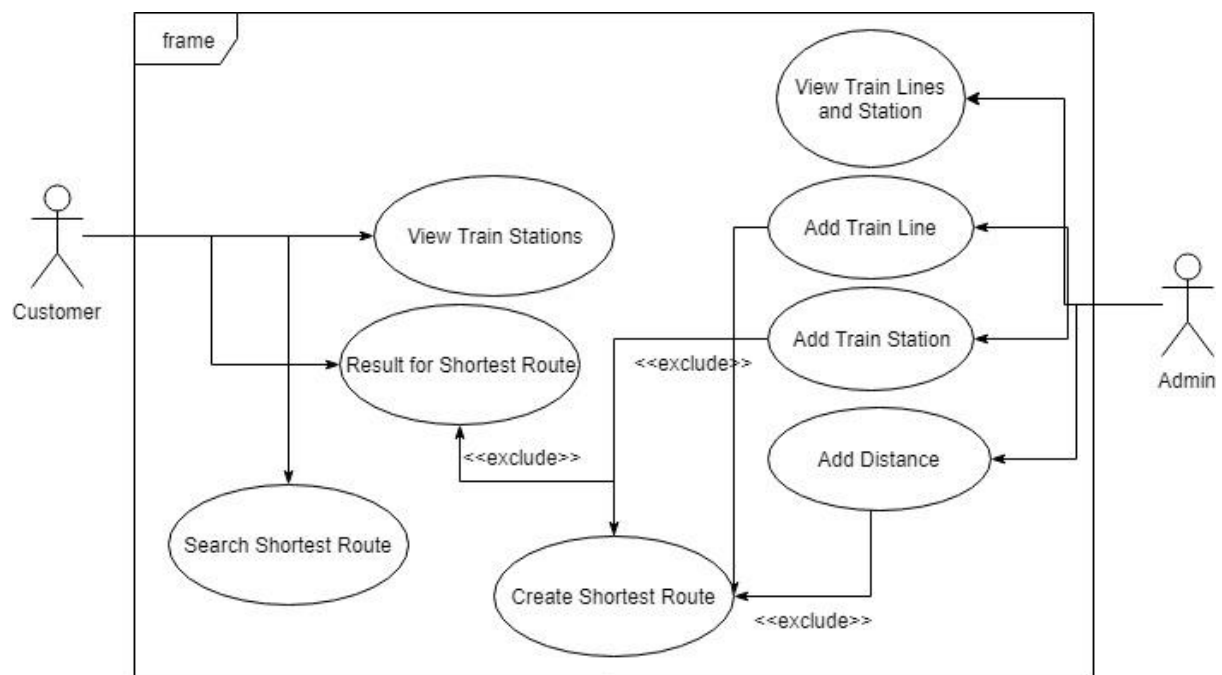 frame
View Train Lines
and Station
Add Train Line
View Train Stations
Customer
Add Train Station
<<exclude>>
Result for Shortest Route
Admin
<<exclude>>
Add Distance
Search Shortest Route
Create Shortest Route
<<exclude>>